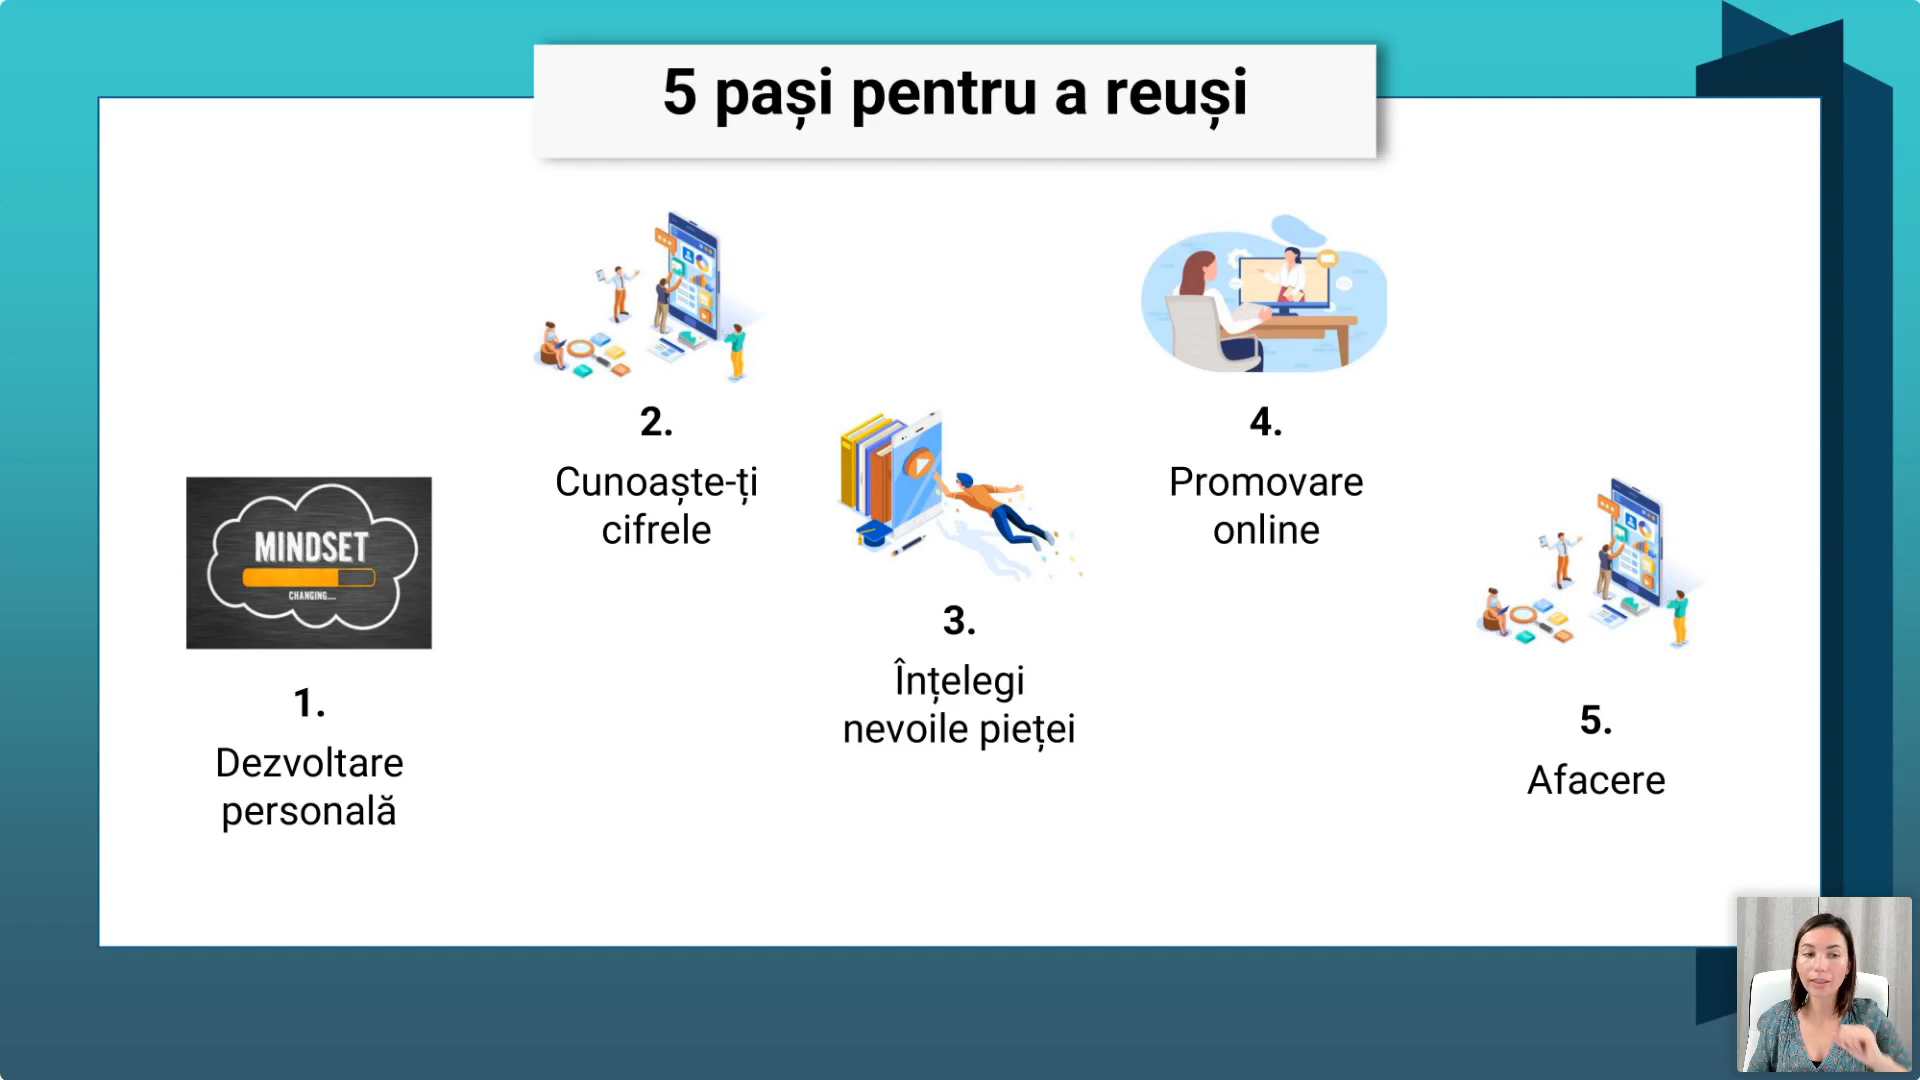 5 pași pentru a reuși
MINDSET
CHANGING...
1.
Dezvoltare
personală
2.
Cunoaște-ți
cifrele
3.
Înțelegi
nevoile pieței
4.
Promovare
online
5.
Afacere